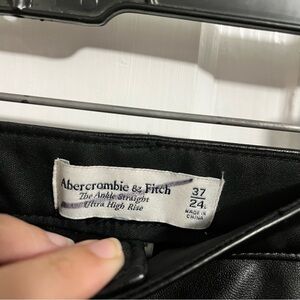 Abercrombie & Fitch
The Ankle Straight
Ultra High Rise
37
24
MADE IN
CHINA